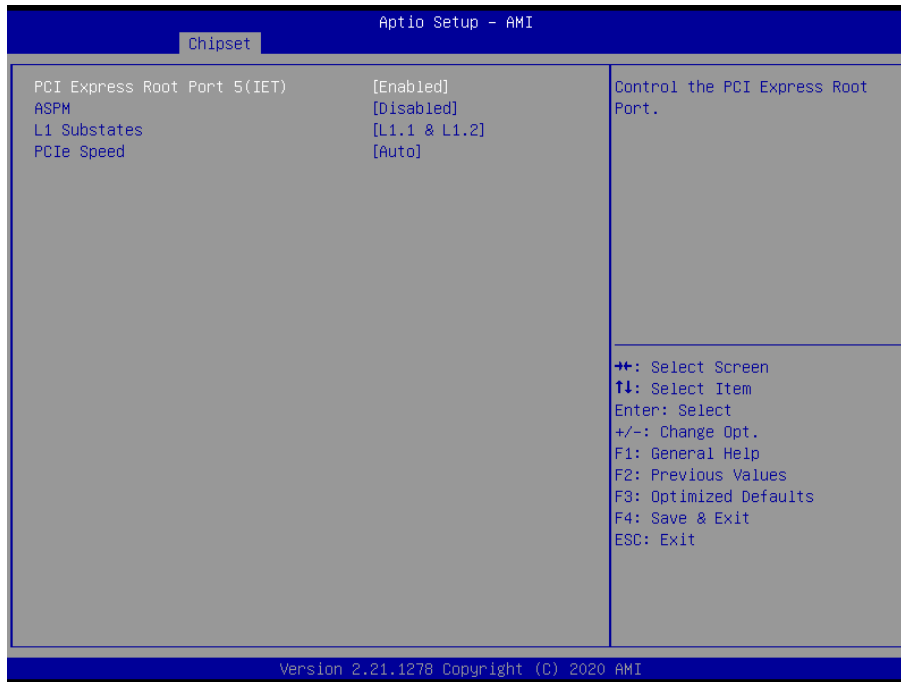 Aptio Setup - AMI
Chipset
PCI Express Root Port 5(IET) [Enabled]
ASPM [Disabled]
L1 Substates [L1.1 & L1.2]
PCIe Speed [Auto]
Control the PCI Express Root
Port.
→←: Select Screen
↑↓: Select Item
Enter: Select
+/-: Change Opt.
F1: General Help
F2: Previous Values
F3: Optimized Defaults
F4: Save & Exit
ESC: Exit
Version 2.21.1278 Copyright (C) 2020 AMI